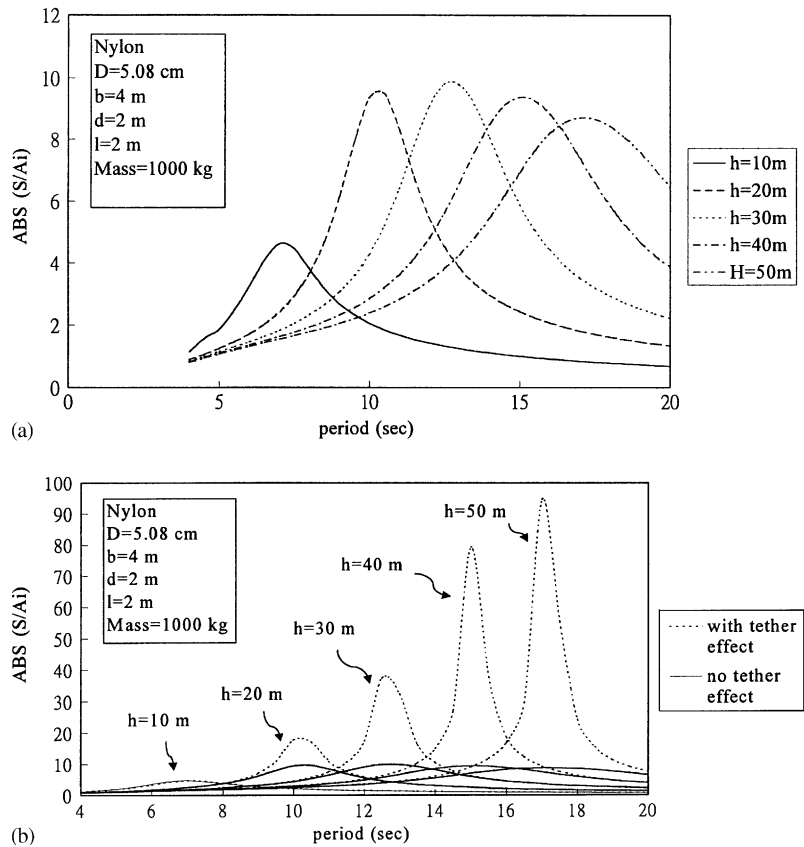 12
10
8
6
4
2
0
ABS (S/Ai)
Nylon
D=5.08 cm
b=4 m
d=2 m
l=2 m
Mass=1000 kg
0 5 10 15 20
period (sec)
h=10m
h=20m
h=30m
h=40m
H=50m
(a)
100
90
80
70
60
50
40
30
20
10
0
ABS (S/Ai)
Nylon
D=5.08 cm
b=4 m
d=2 m
l=2 m
Mass=1000 kg
h=10 m
h=20 m
h=30 m
h=40 m
h=50 m
4 6 8 10 12 14 16 18 20
period (sec)
with tether
effect
no tether
effect
(b)